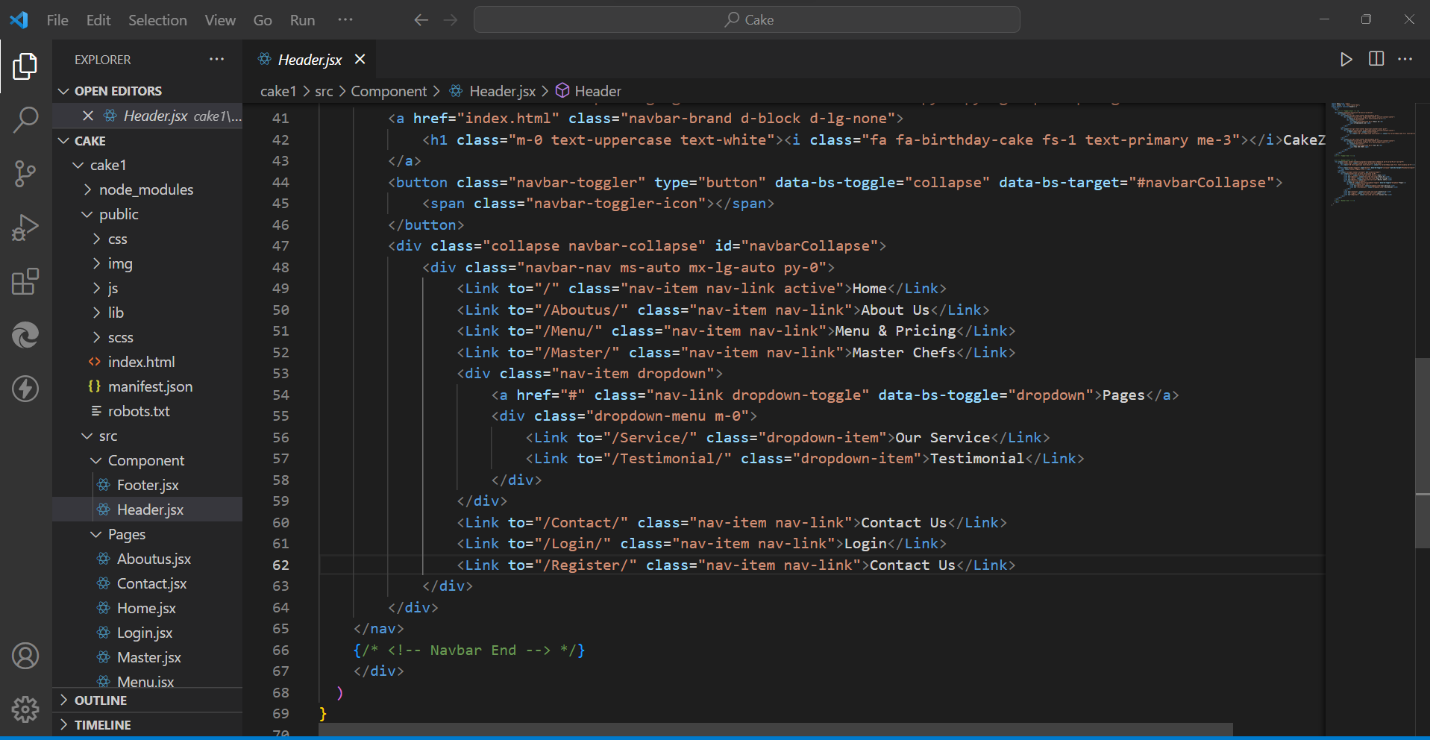 File Edit Selection View Go Run ···
Cake
EXPLORER ···
OPEN EDITORS
Header.jsx cake1\...
CAKE
cake1
node_modules
public
css
img
js
lib
scss
index.html
manifest.json
robots.txt
src
Component
Footer.jsx
Header.jsx
Pages
Aboutus.jsx
Contact.jsx
Home.jsx
Login.jsx
Master.jsx
Menu.jsx
OUTLINE
TIMELINE
Header.jsx
cake1 > src > Component > Header.jsx > Header
41 <a href="index.html" class="navbar-brand d-block d-lg-none">
42 <h1 class="m-0 text-uppercase text-white"><i class="fa fa-birthday-cake fs-1 text-primary me-3"></i>CakeZ
43 </a>
44 <button class="navbar-toggler" type="button" data-bs-toggle="collapse" data-bs-target="#navbarCollapse">
45 <span class="navbar-toggler-icon"></span>
46 </button>
47 <div class="collapse navbar-collapse" id="navbarCollapse">
48 <div class="navbar-nav ms-auto mx-lg-auto py-0">
49 <Link to="/" class="nav-item nav-link active">Home</Link>
50 <Link to="/Aboutus/" class="nav-item nav-link">About Us</Link>
51 <Link to="/Menu/" class="nav-item nav-link">Menu & Pricing</Link>
52 <Link to="/Master/" class="nav-item nav-link">Master Chefs</Link>
53 <div class="nav-item dropdown">
54 <a href="#" class="nav-link dropdown-toggle" data-bs-toggle="dropdown">Pages</a>
55 <div class="dropdown-menu m-0">
56 <Link to="/Service/" class="dropdown-item">Our Service</Link>
57 <Link to="/Testimonial/" class="dropdown-item">Testimonial</Link>
58 </div>
59 </div>
60 <Link to="/Contact/" class="nav-item nav-link">Contact Us</Link>
61 <Link to="/Login/" class="nav-item nav-link">Login</Link>
62 <Link to="/Register/" class="nav-item nav-link">Contact Us</Link>
63 </div>
64 </div>
65 </nav>
66 {/* <!-- Navbar End --> */}
67 </div>
68 )
69 }
70